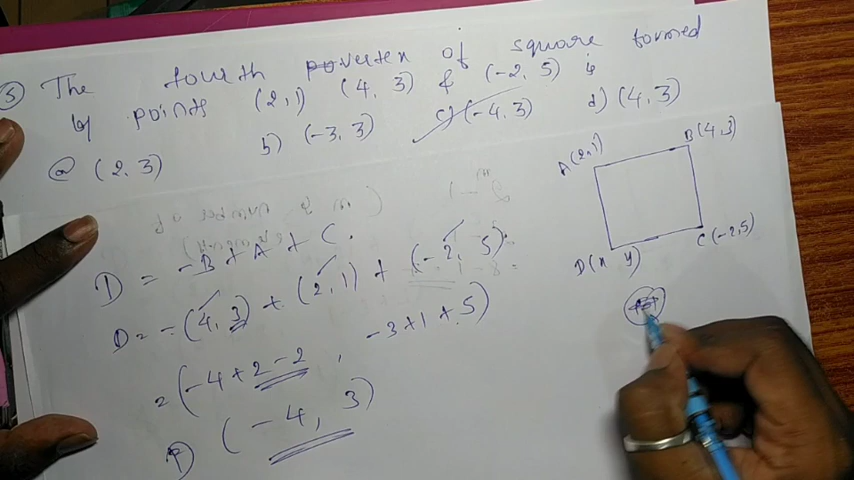 5 The fourth vertex of square formed
by points (2,1) (4, 3) & (-2, 5) is
@ (2,3) b) (-3, 3) c) (-4, 3) d) (4,3)
A (2,1) B (4,3)
D (x y) C (-2,5)
D = -B + A + C.
D = - (4, 3) + (2, 1) + (-2, 5).
= (-4 + 2 - 2 , -3 + 1 + 5)
(-4, 3)